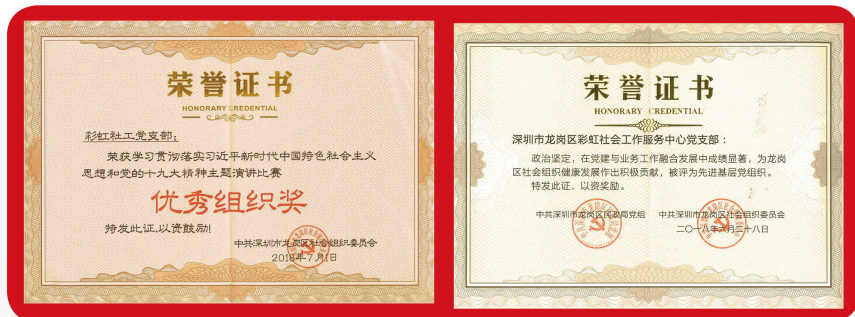 荣誉证书
HONORARY CREDENTIAL
彩虹社工党支部：
荣获学习贯彻落实习近平新时代中国特色社会主义
思想和党的十九大精神主题演讲比赛
优秀组织奖
特发此证，以资鼓励！
中共深圳市龙岗区社会组织委员会
2018年7月1日
荣誉证书
HONORARY CREDENTIAL
深圳市龙岗区彩虹社会工作服务中心党支部：
政治坚定，在党建与业务工作融合发展中成绩显著，为龙岗
区社会组织健康发展作出积极贡献，被评为先进基层党组织。
特发此证，以资奖励。
中共深圳市龙岗区民政局党组 中共深圳市龙岗区社会组织委员会
二〇一八年六月二十八日